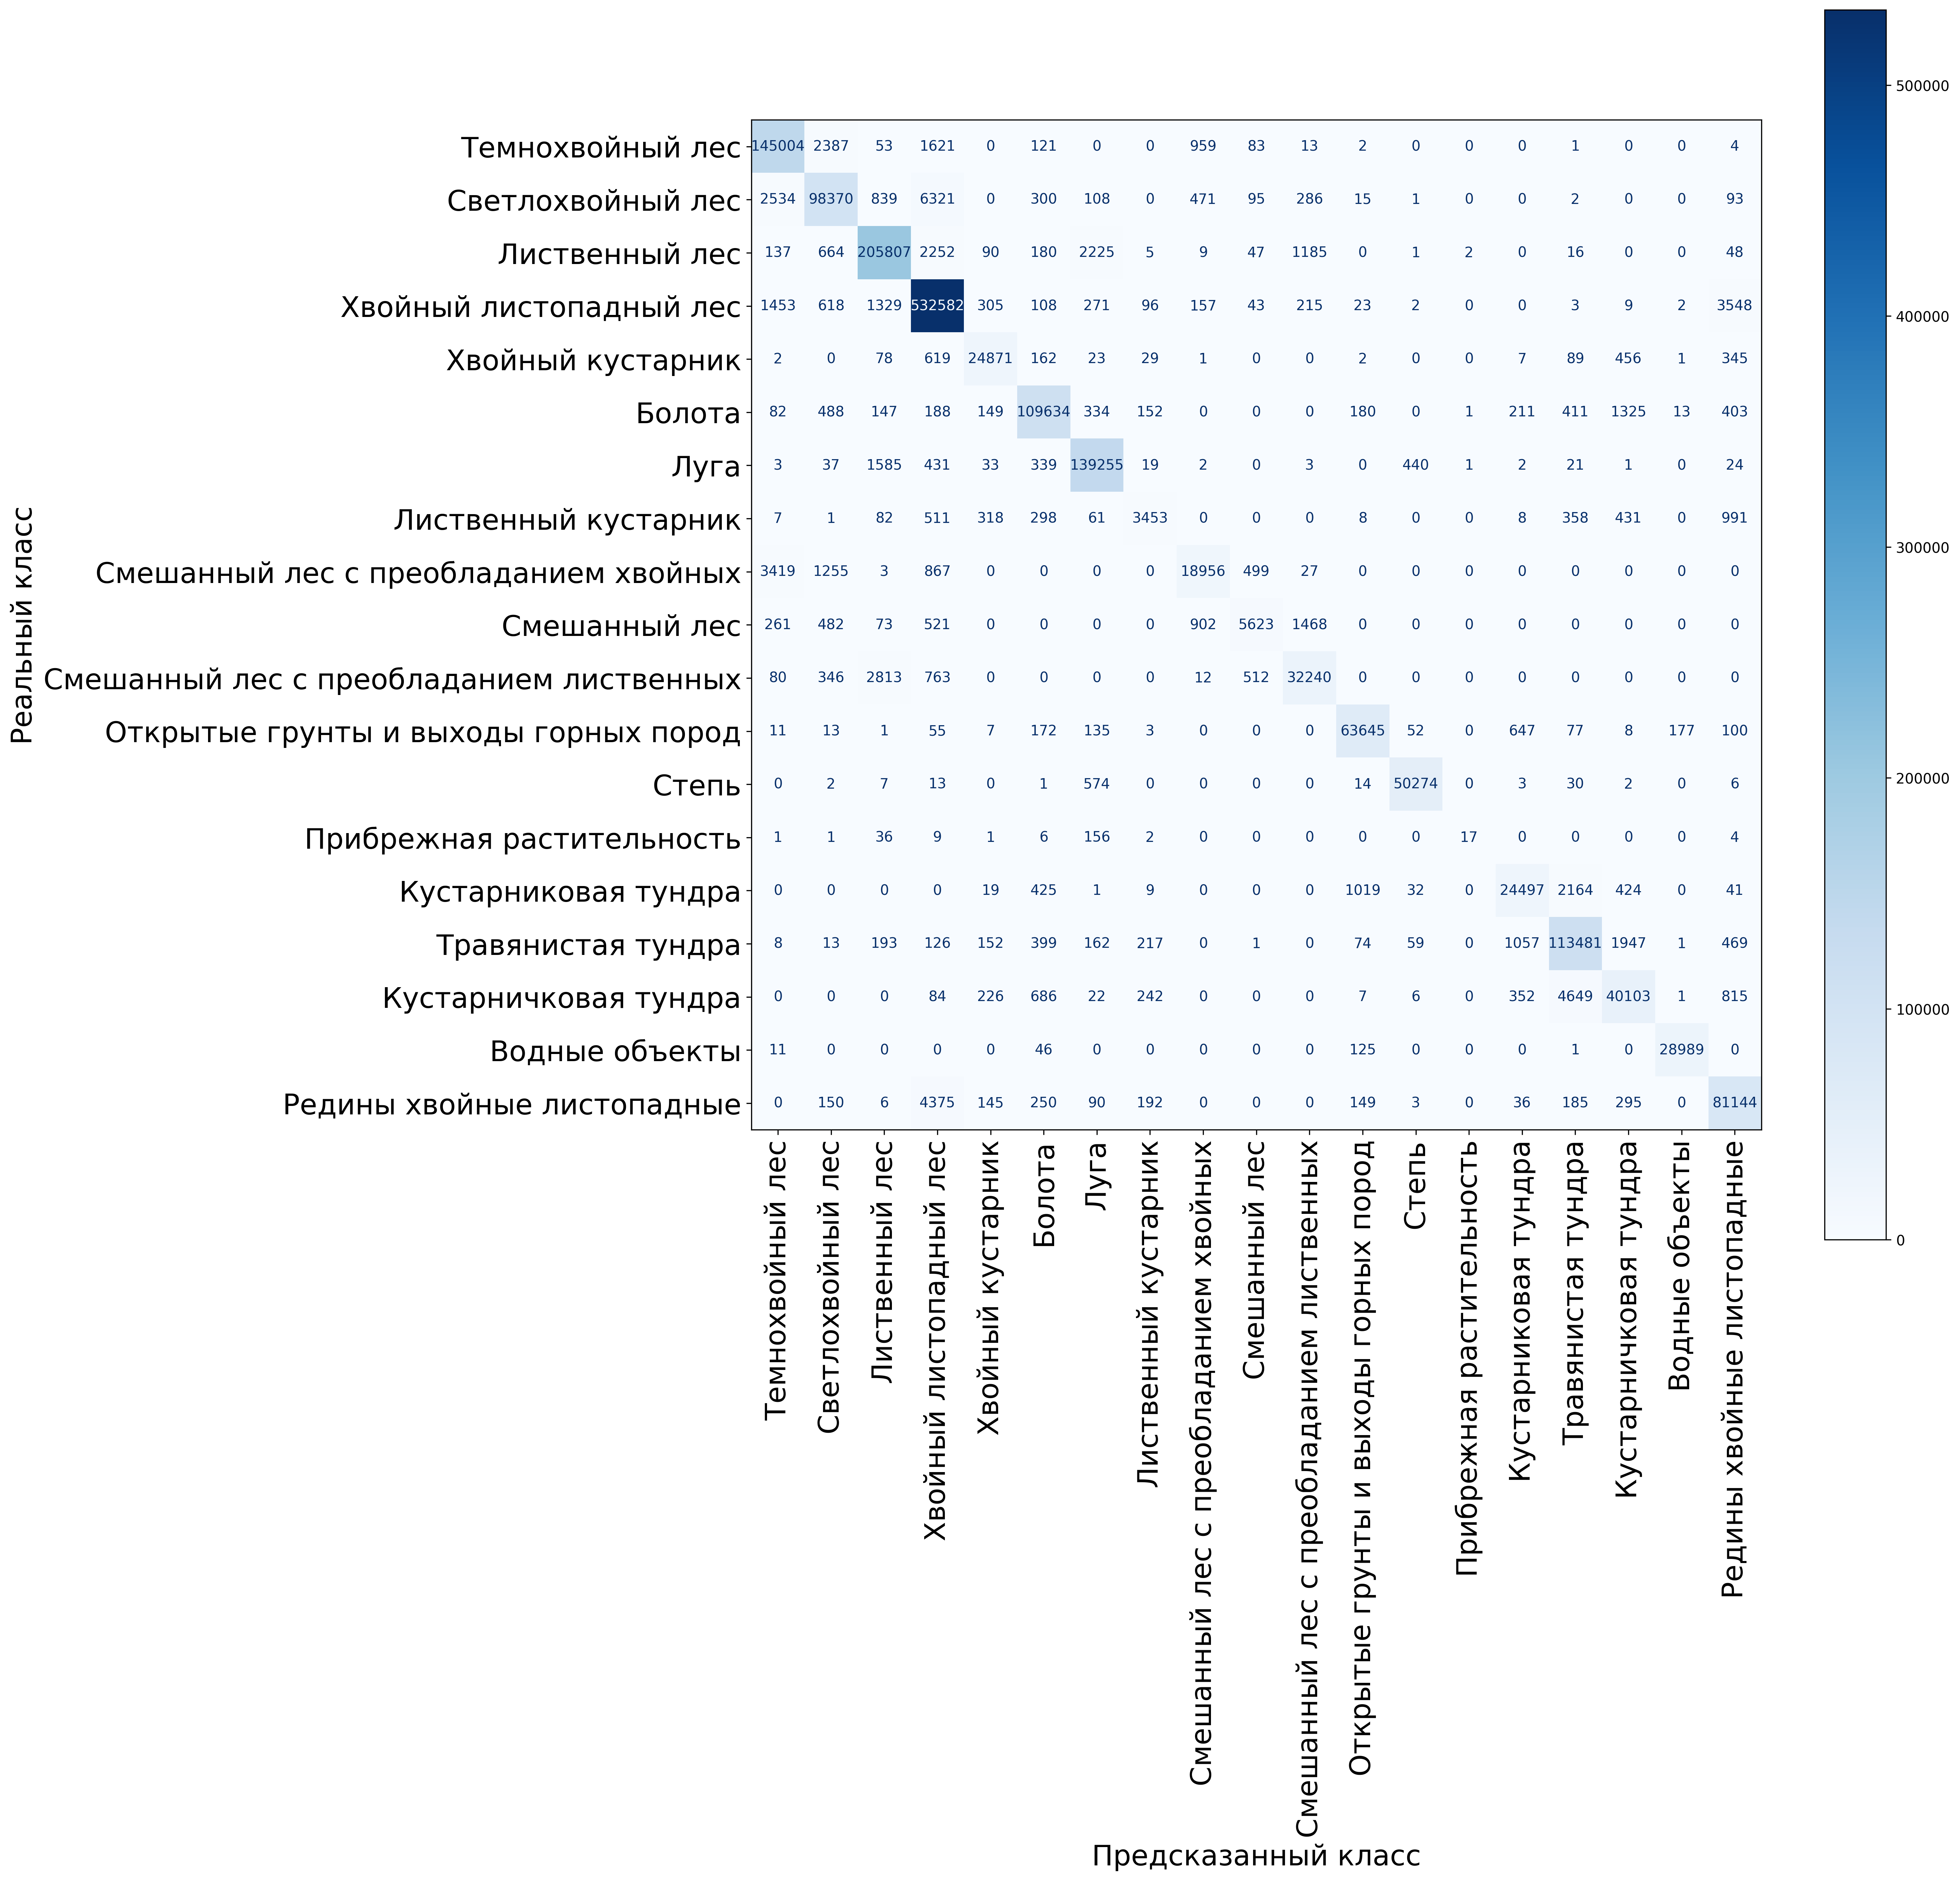 500000
400000
300000
200000
100000
0
Реальный класс
Темнохвойный лес 145004 2387 53 1621 0 121 0 0 959 83 13 2 0 0 0 1 0 0 4
Светлохвойный лес 2534 98370 839 6321 0 300 108 0 471 95 286 15 1 0 0 2 0 0 93
Лиственный лес 137 664 205807 2252 90 180 2225 5 9 47 1185 0 1 2 0 16 0 0 48
Хвойный листопадный лес 1453 618 1329 532582 305 108 271 96 157 43 215 23 2 0 0 3 9 2 3548
Хвойный кустарник 2 0 78 619 24871 162 23 29 1 0 0 2 0 0 7 89 456 1 345
Болота 82 488 147 188 149 109634 334 152 0 0 0 180 0 1 211 411 1325 13 403
Луга 3 37 1585 431 33 339 139255 19 2 0 3 0 440 1 2 21 1 0 24
Лиственный кустарник 7 1 82 511 318 298 61 3453 0 0 0 8 0 0 8 358 431 0 991
Смешанный лес с преобладанием хвойных 3419 1255 3 867 0 0 0 0 18956 499 27 0 0 0 0 0 0 0 0
Смешанный лес 261 482 73 521 0 0 0 0 902 5623 1468 0 0 0 0 0 0 0 0
Смешанный лес с преобладанием лиственных 80 346 2813 763 0 0 0 0 12 512 32240 0 0 0 0 0 0 0 0
Открытые грунты и выходы горных пород 11 13 1 55 7 172 135 3 0 0 0 63645 52 0 647 77 8 177 100
Степь 0 2 7 13 0 1 574 0 0 0 0 14 50274 0 3 30 2 0 6
Прибрежная растительность 1 1 36 9 1 6 156 2 0 0 0 0 0 17 0 0 0 0 4
Кустарниковая тундра 0 0 0 0 19 425 1 9 0 0 0 1019 32 0 24497 2164 424 0 41
Травянистая тундра 8 13 193 126 152 399 162 217 0 1 0 74 59 0 1057 113481 1947 1 469
Кустарничковая тундра 0 0 0 84 226 686 22 242 0 0 0 7 6 0 352 4649 40103 1 815
Водные объекты 11 0 0 0 0 46 0 0 0 0 0 125 0 0 0 1 0 28989 0
Редины хвойные листопадные 0 150 6 4375 145 250 90 192 0 0 0 149 3 0 36 185 295 0 81144
Темнохвойный лес
Светлохвойный лес
Лиственный лес
Хвойный листопадный лес
Хвойный кустарник
Болота
Луга
Лиственный кустарник
Смешанный лес с преобладанием хвойных
Смешанный лес
Смешанный лес с преобладанием лиственных
Открытые грунты и выходы горных пород
Степь
Прибрежная растительность
Кустарниковая тундра
Травянистая тундра
Кустарничковая тундра
Водные объекты
Редины хвойные листопадные
Предсказанный класс